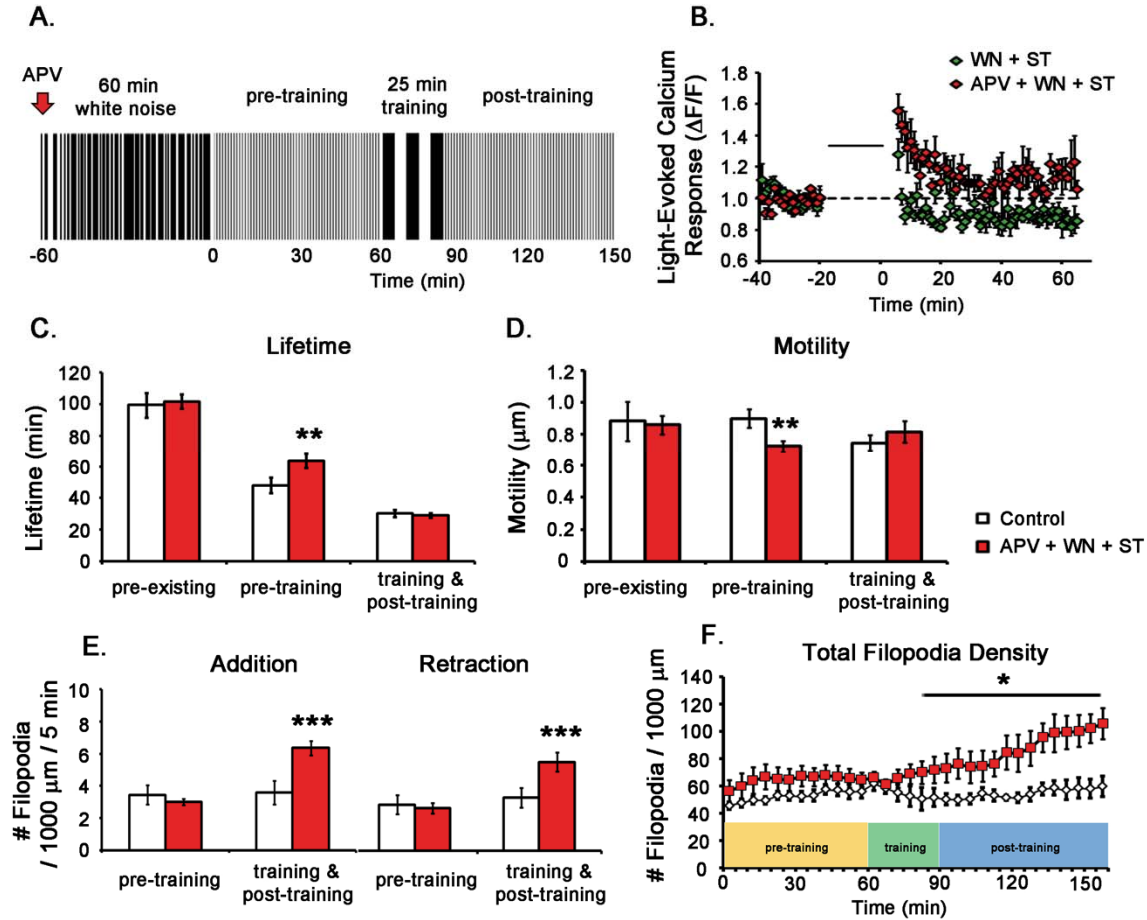 A.
APV
60 min
white noise
pre-training
25 min
training
post-training
-60
0
30
60
90
120
150
Time (min)
B.
WN + ST
APV + WN + ST
Light-Evoked Calcium
Response (ΔF/F)
1.8
1.6
1.4
1.2
1.0
0.8
0.6
-40
-20
0
20
40
60
Time (min)
C.
Lifetime
Lifetime (min)
120
100
80
60
40
20
0
**
pre-existing
pre-training
training &
post-training
D.
Motility
Motility (μm)
1.2
1
0.8
0.6
0.4
0.2
0
**
pre-existing
pre-training
training &
post-training
Control
APV + WN + ST
E.
Addition
Retraction
# Filopodia
/ 1000 μm / 5 min
8
6
4
2
0
***
***
pre-training
training &
post-training
pre-training
training &
post-training
F.
Total Filopodia Density
# Filopodia / 1000 μm
140
120
100
80
60
40
20
0
*
pre-training
training
post-training
0
30
60
90
120
150
Time (min)